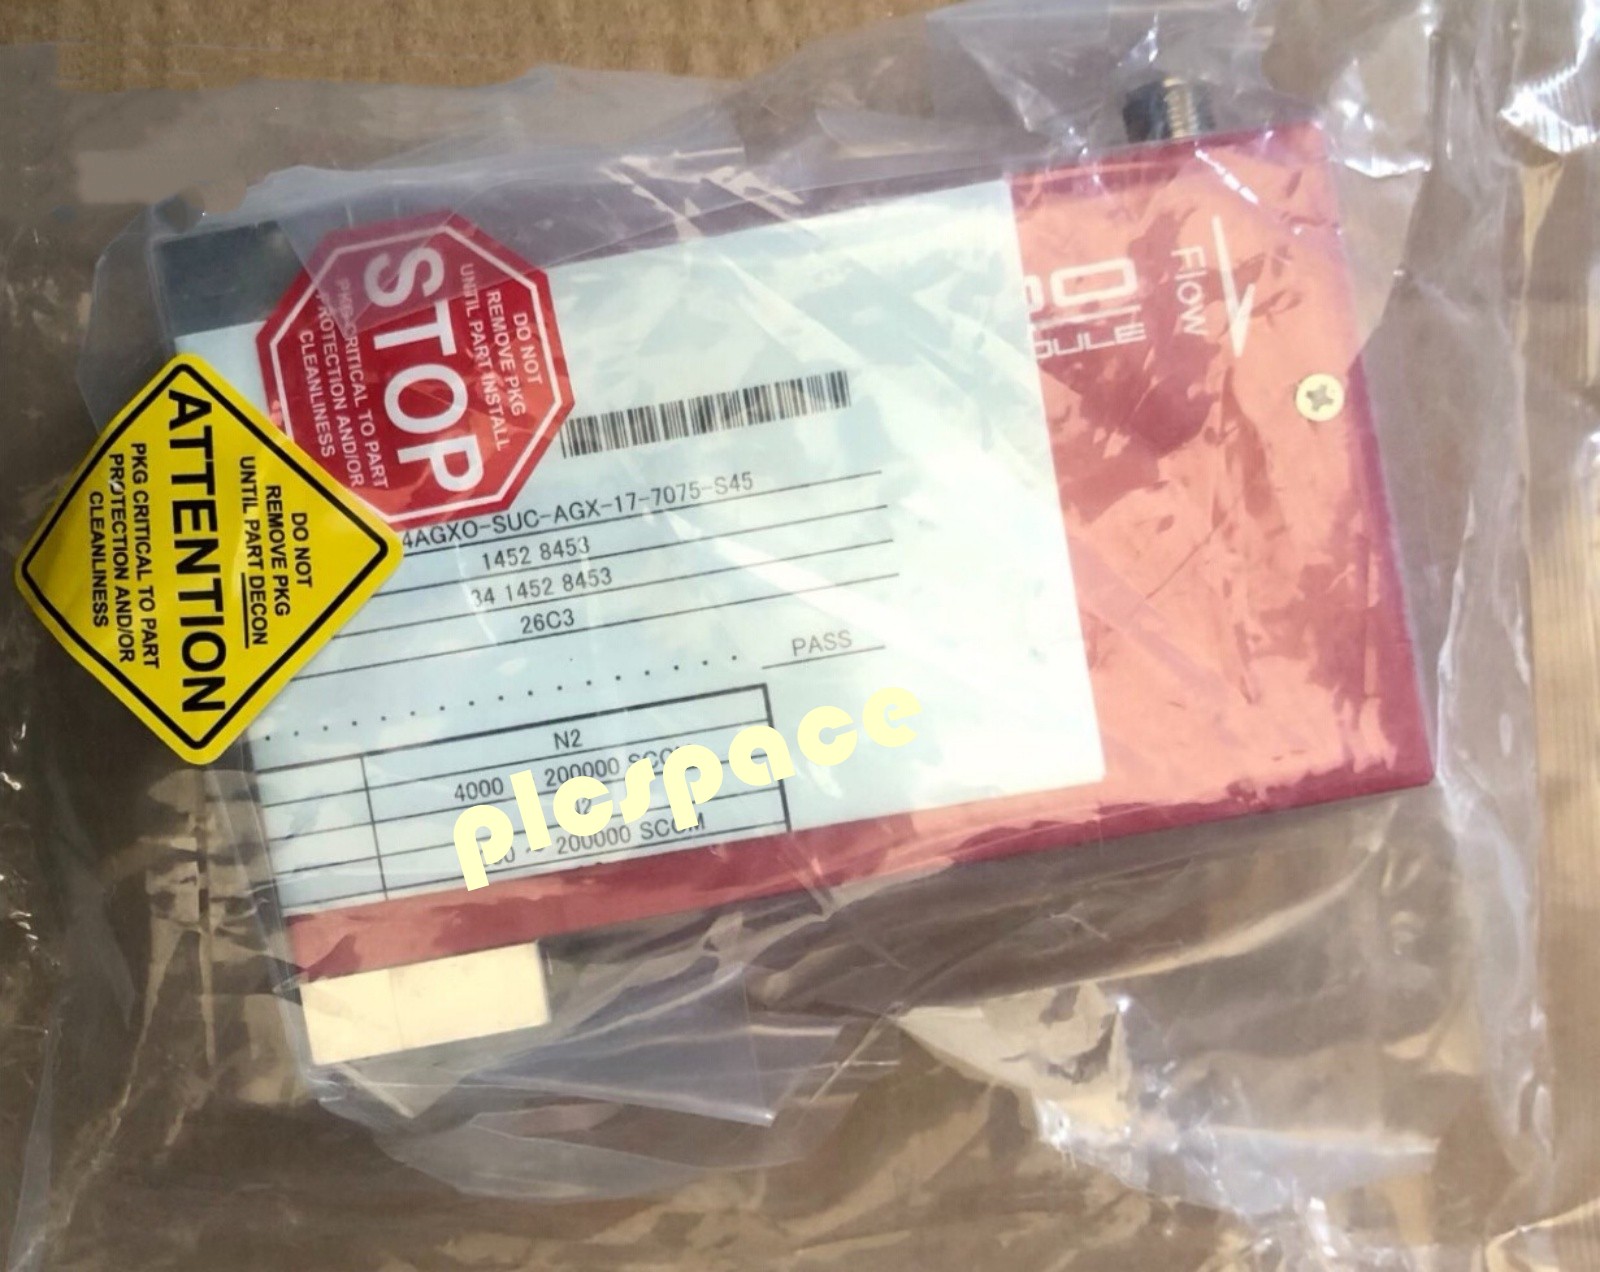 STOP
DO NOT
REMOVE PKG
UNTIL PART INSTALL
PKG CRITICAL TO PART
PROTECTION AND/OR
CLEANLINESS
ATTENTION
DO NOT
REMOVE PKG
UNTIL PART DECON
PKG CRITICAL TO PART
PROTECTION AND/OR
CLEANLINESS
Flow
4AGXO-SUC-AGX-17-7075-S45
1452 8453
34 1452 8453
26C3
PASS
N2
4000 200000
200000 SCCM
plcspace